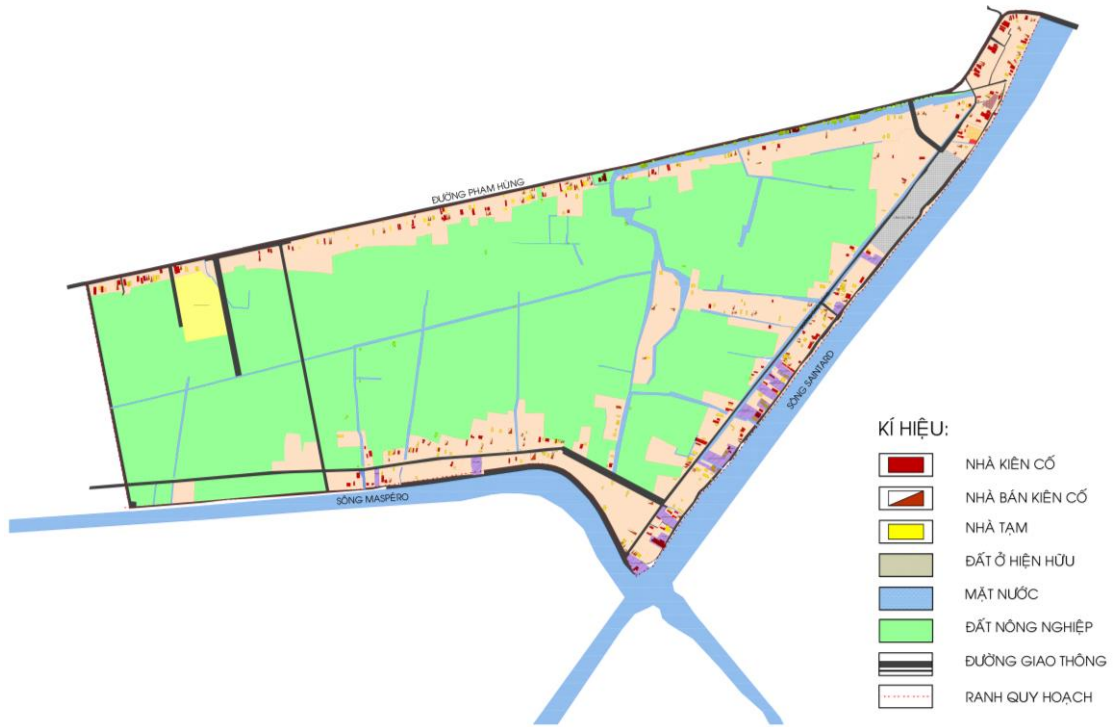 ĐƯỜNG PHẠM HÙNG
SÔNG SAINTARD
SÔNG MASPÉRO
KÍ HIỆU:
NHÀ KIÊN CỐ
NHÀ BÁN KIÊN CỐ
NHÀ TẠM
ĐẤT Ở HIỆN HỮU
MẶT NƯỚC
ĐẤT NÔNG NGHIỆP
ĐƯỜNG GIAO THÔNG
RANH QUY HOẠCH